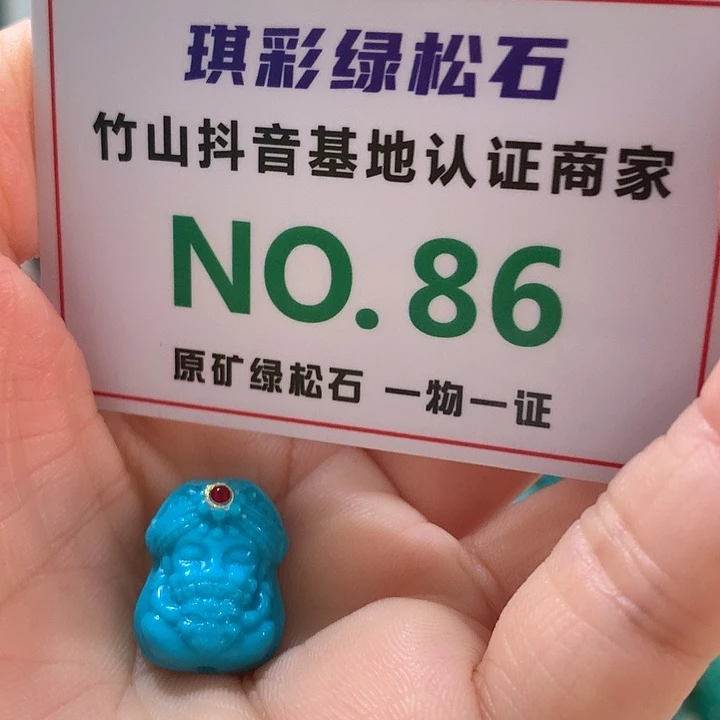 琪彩绿松石
竹山抖音基地认证商家
NO.86
原矿绿松石 一物一证